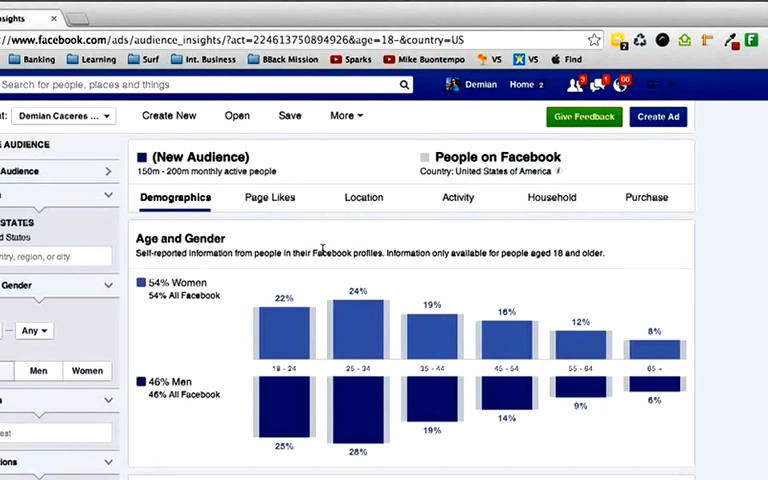 sights
//www.facebook.com/ads/audience_insights/?act=224613750894926&age=18-&country=US
Banking Learning Surf Int. Business BBack Mission Sparks Mike Buontempo VS VS Find
Search for people, places and things
Demian Home 2 3 1
t: Demian Caceres ... Create New Open Save More Give Feedback Create Ad
E AUDIENCE
Audience
STATES
d States
ntry, region, or city
Gender
Any
Men Women
s
est
tions
(New Audience)
150m - 200m monthly active people
People on Facebook
Country: United States of America
Demographics Page Likes Location Activity Household Purchase
Age and Gender
Self-reported information from people in their Facebook profiles. Information only available for people aged 18 and older.
54% Women
54% All Facebook
22% 24% 19% 16% 12% 8%
18 - 24 25 - 34 35 - 44 45 - 54 55 - 64 65 +
46% Men
46% All Facebook
25% 28% 19% 14% 9% 6%